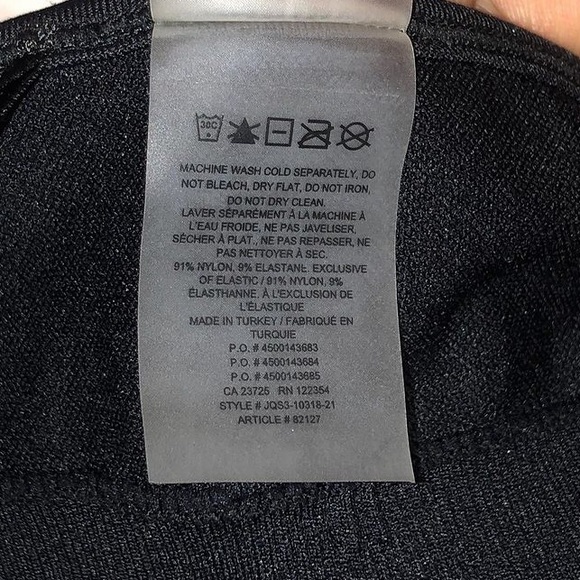 30C
MACHINE WASH COLD SEPARATELY, DO
NOT BLEACH, DRY FLAT, DO NOT IRON,
DO NOT DRY CLEAN.
LAVER SÉPARÉMENT À LA MACHINE À
L'EAU FROIDE, NE PAS JAVELISER,
SÉCHER À PLAT., NE PAS REPASSER, NE
PAS NETTOYER À SEC.
91% NYLON, 9% ELASTANE. EXCLUSIVE
OF ELASTIC / 91% NYLON, 9%
ÉLASTHANNE, À L'EXCLUSION DE
L'ÉLASTIQUE
MADE IN TURKEY / FABRIQUÉ EN
TURQUIE
P.O. # 4500143683
P.O. # 4500143684
P.O. # 4500143685
CA 23725 RN 122354
STYLE # JQS3-10318-21
ARTICLE # 82127